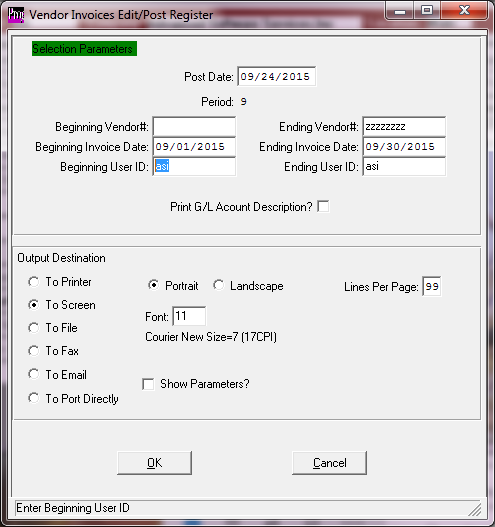 Vendor Invoices Edit/Post Register
Selection Parameters
Post Date: 09/24/2015
Period: 9
Beginning Vendor#: Ending Vendor#: zzzzzzzz
Beginning Invoice Date: 09/01/2015 Ending Invoice Date: 09/30/2015
Beginning User ID: asi Ending User ID: asi
Print G/L Acount Description?
Output Destination
To Printer Portrait Landscape Lines Per Page: 99
To Screen
To File Font: 11
Courier New Size=7 (17CPI)
To Fax
To Email Show Parameters?
To Port Directly
OK Cancel
Enter Beginning User ID